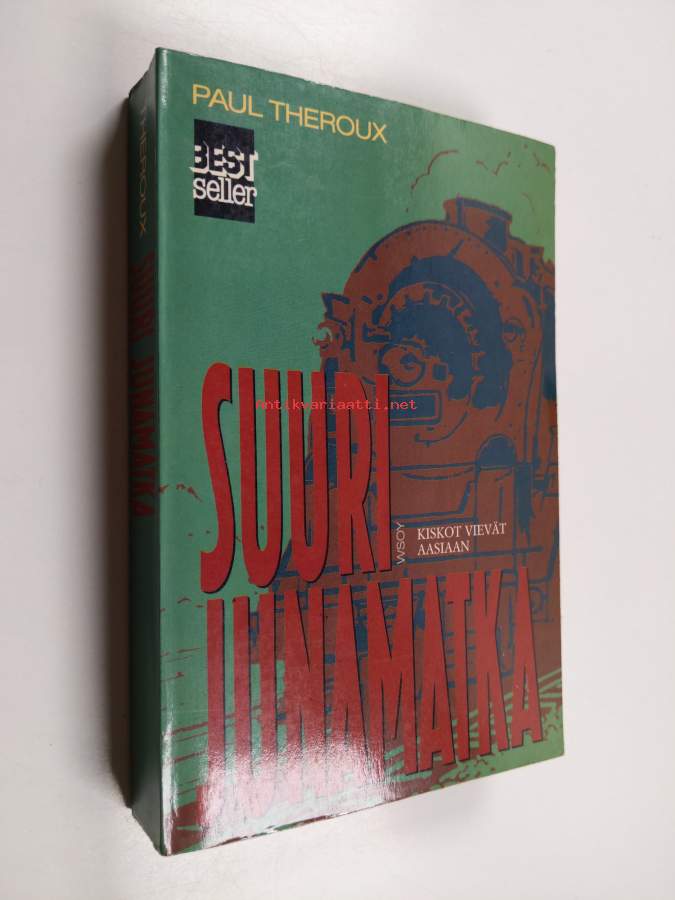 PAUL THEROUX
BEST
seller
SUURI
JUNAMATKA
WSOY
KISKOT VIEVÄT
AASIAAN
THEROUX
SUURI JUNAMATKA
antikvariaatti.net